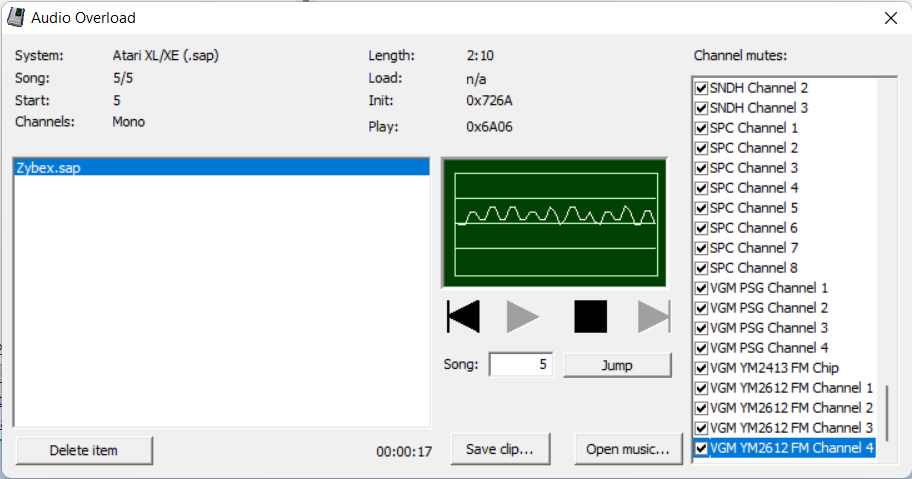 Audio Overload
System: Atari XL/XE (.sap) Length: 2:10 Channel mutes:
Song: 5/5 Load: n/a
Start: 5 Init: 0x726A
Channels: Mono Play: 0x6A06
Zybex.sap
SNDH Channel 2
SNDH Channel 3
SPC Channel 1
SPC Channel 2
SPC Channel 3
SPC Channel 4
SPC Channel 5
SPC Channel 6
SPC Channel 7
SPC Channel 8
VGM PSG Channel 1
VGM PSG Channel 2
VGM PSG Channel 3
VGM PSG Channel 4
VGM YM2413 FM Chip
VGM YM2612 FM Channel 1
VGM YM2612 FM Channel 2
VGM YM2612 FM Channel 3
VGM YM2612 FM Channel 4
Song: 5 Jump
Delete item 00:00:17 Save clip... Open music...